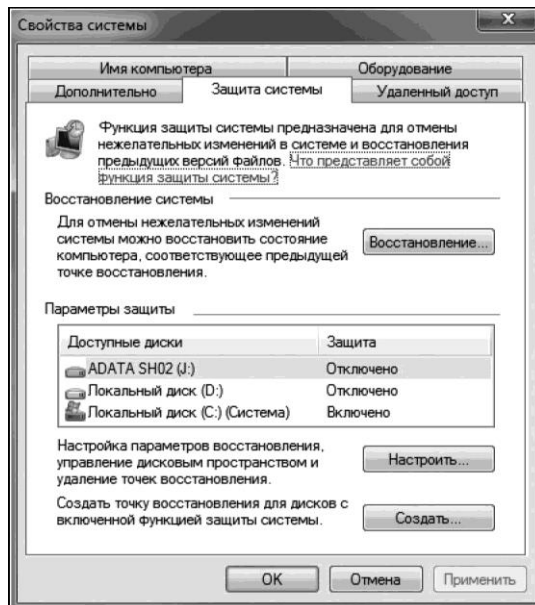 Свойства системы
Имя компьютера
Оборудование
Дополнительно
Защита системы
Удаленный доступ
Функция защиты системы предназначена для отмены
нежелательных изменений в системе и восстановления
предыдущих версий файлов. Что представляет собой
функция защиты системы?
Восстановление системы
Для отмены нежелательных изменений
системы можно восстановить состояние
компьютера, соответствующее предыдущей
точке восстановления.
Восстановление...
Параметры защиты
Доступные диски
Защита
ADATA SH02 (J:)
Отключено
Локальный диск (D:)
Отключено
Локальный диск (C:) (Система)
Включено
Настройка параметров восстановления,
управление дисковым пространством и
удаление точек восстановления.
Настроить...
Создать точку восстановления для дисков с
включенной функцией защиты системы.
Создать...
OK
Отмена
Применить